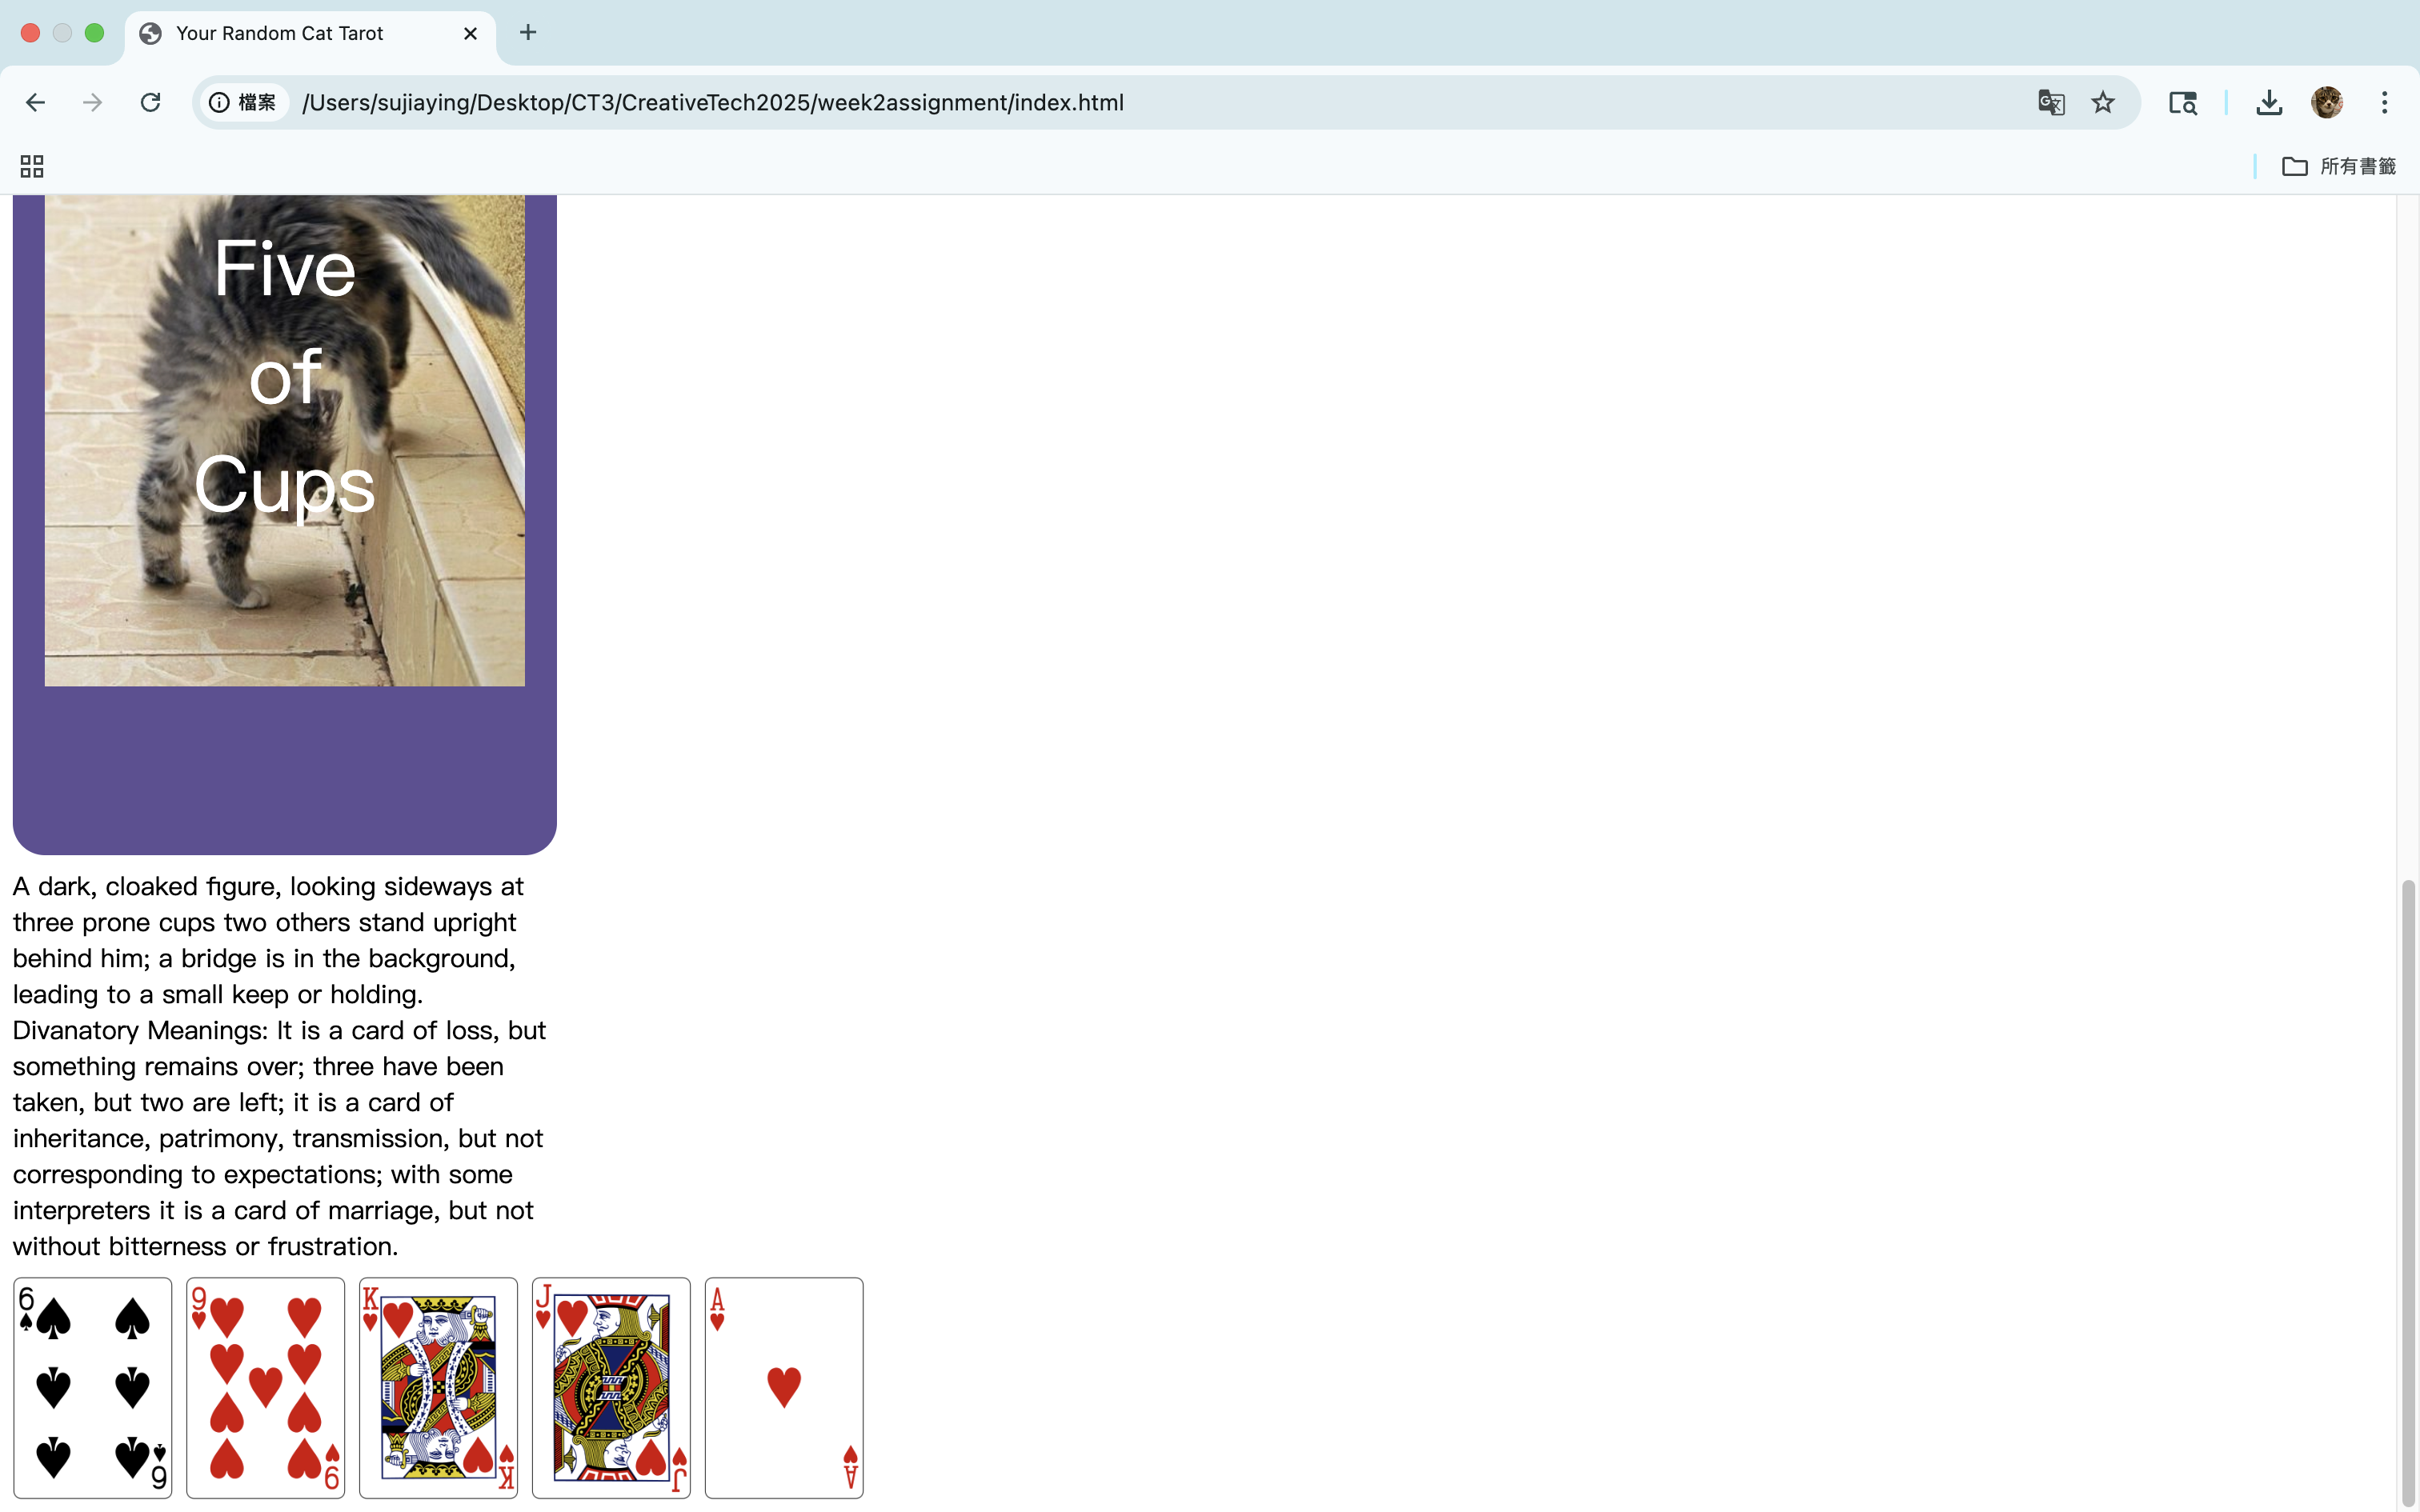 Your Random Cat Tarot
檔案 /Users/sujiaying/Desktop/CT3/CreativeTech2025/week2assignment/index.html
所有書籤
Five
of
Cups
A dark, cloaked figure, looking sideways at
three prone cups two others stand upright
behind him; a bridge is in the background,
leading to a small keep or holding.
Divanatory Meanings: It is a card of loss, but
something remains over; three have been
taken, but two are left; it is a card of
inheritance, patrimony, transmission, but not
corresponding to expectations; with some
interpreters it is a card of marriage, but not
without bitterness or frustration.
6 9 K J A
6 9 K J A